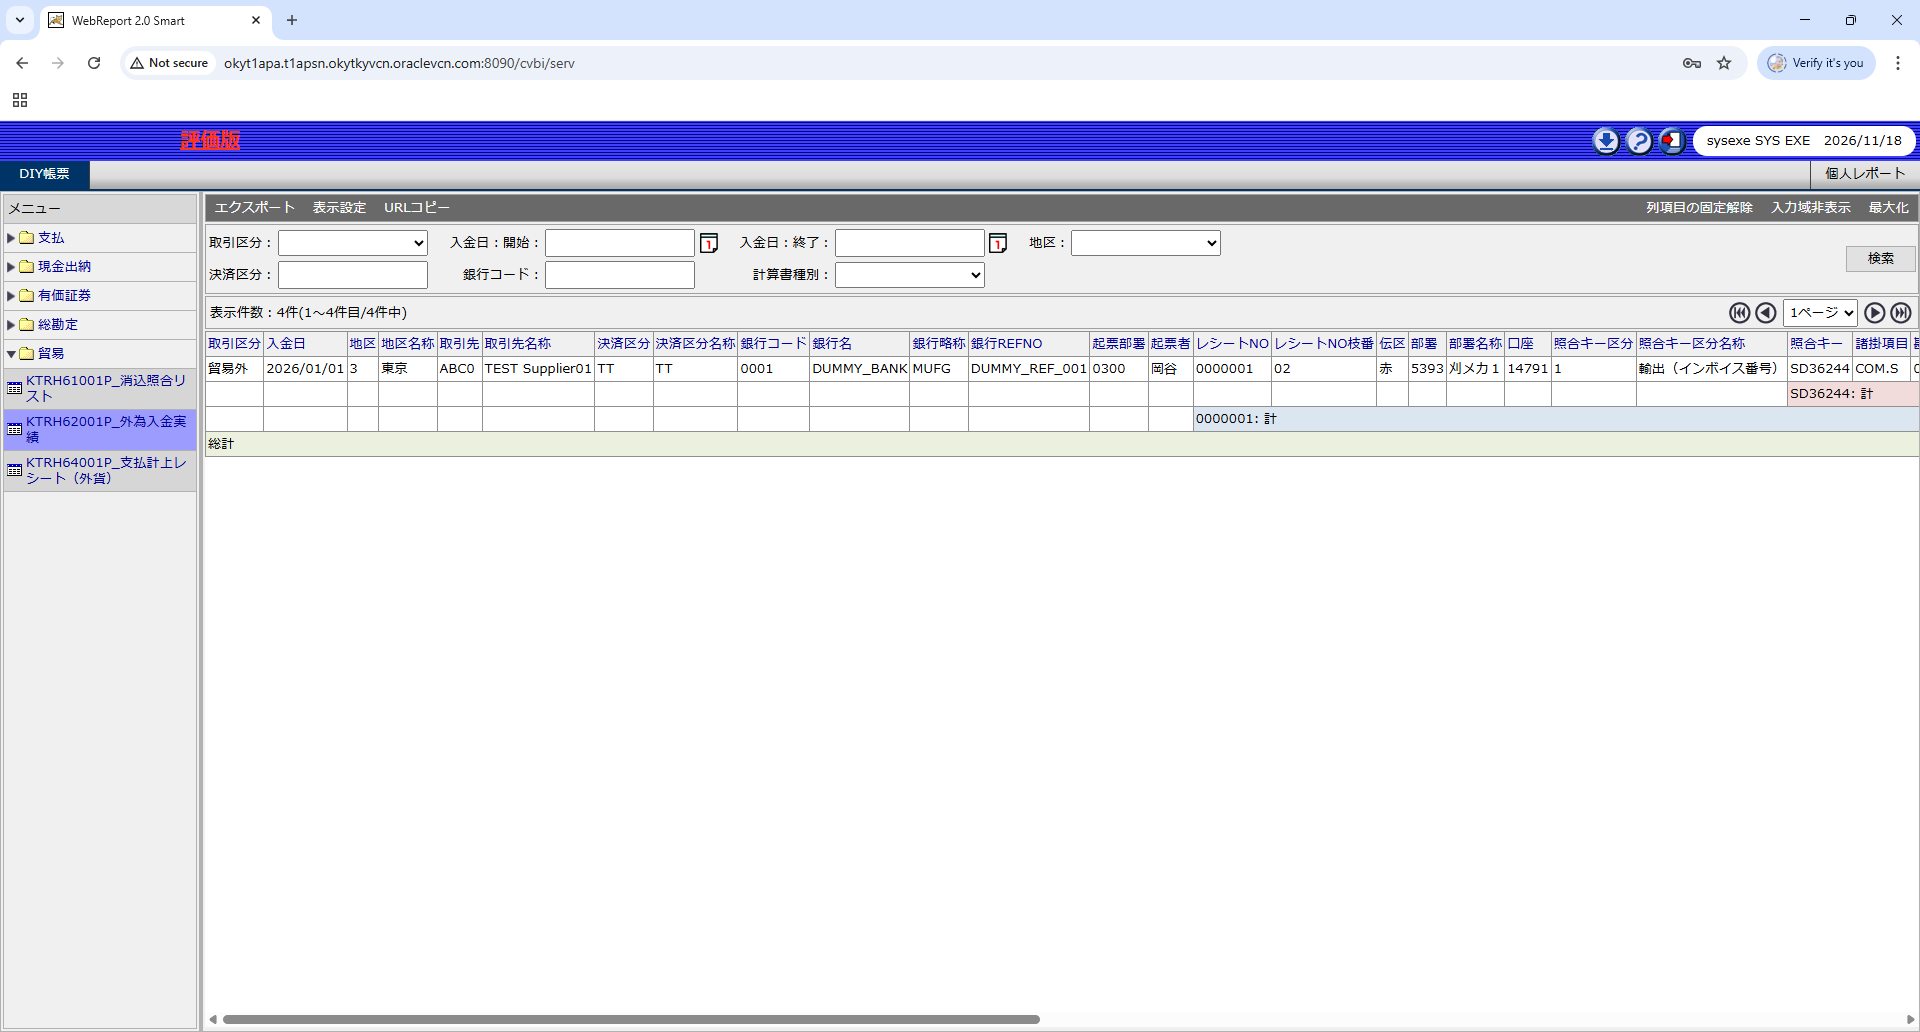 WebReport 2.0 Smart
Not secure
okyt1apa.t1apsn.okytkyvcn.oraclevcn.com:8090/cvbi/serv
Verify it's you
評価版
sysexe SYS EXE 2026/11/18
DIY帳票
個人レポート
メニュー
支払
現金出納
有価証券
総勘定
貿易
KTRH61001P_消込照合リ
スト
KTRH62001P_外為入金実
績
KTRH64001P_支払計上レ
シート（外貨）
エクスポート 表示設定 URLコピー
列項目の固定解除 入力域非表示 最大化
取引区分： 入金日：開始： 1 入金日：終了： 1 地区：
決済区分： 銀行コード： 計算書種別：
検索
表示件数：4件(1～4件目/4件中)
1ページ
取引区分 入金日 地区 地区名称 取引先 取引先名称 決済区分 決済区分名称 銀行コード 銀行名 銀行略称 銀行REFNO 起票部署 起票者 レシートNO レシートNO枝番 伝区 部署 部署名称 口座 照合キー区分 照合キー区分名称 照合キー 諸掛項目
貿易外 2026/01/01 3 東京 ABC0 TEST Supplier01 TT TT 0001 DUMMY_BANK MUFG DUMMY_REF_001 0300 岡谷 0000001 02 赤 5393 刈メカ１ 14791 1 輸出（インボイス番号） SD36244 COM.S
SD36244: 計
0000001: 計
総計